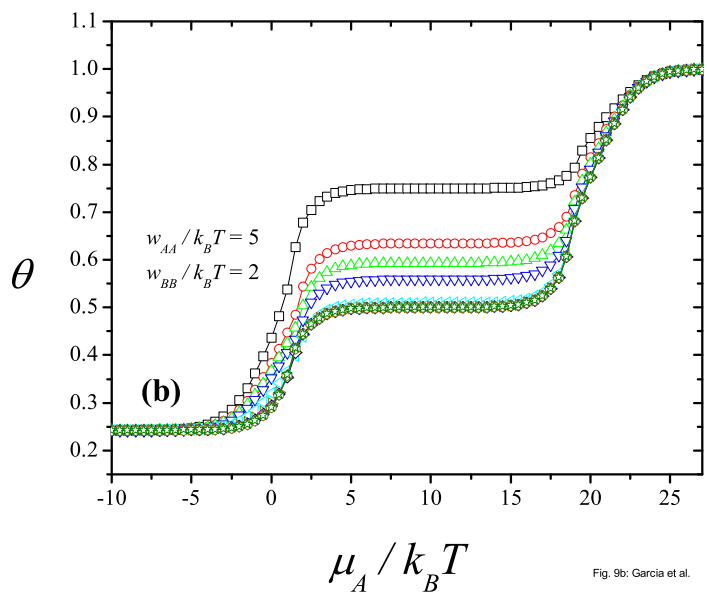 1.1
1.0
0.9
0.8
0.7
0.6
0.5
0.4
0.3
0.2
θ
w_AA / k_BT = 5
w_BB / k_BT = 2
(b)
-10 -5 0 5 10 15 20 25
μ_A / k_BT
Fig. 9b: Garcia et al.